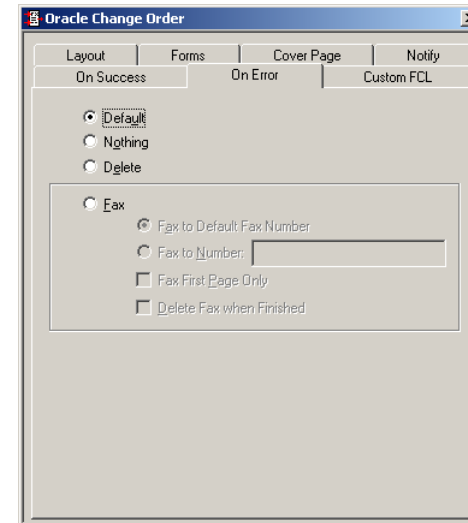 Oracle Change Order
Layout Forms Cover Page Notify
On Success On Error Custom FCL
Default
Nothing
Delete
Fax
Fax to Default Fax Number
Fax to Number:
Fax First Page Only
Delete Fax when Finished